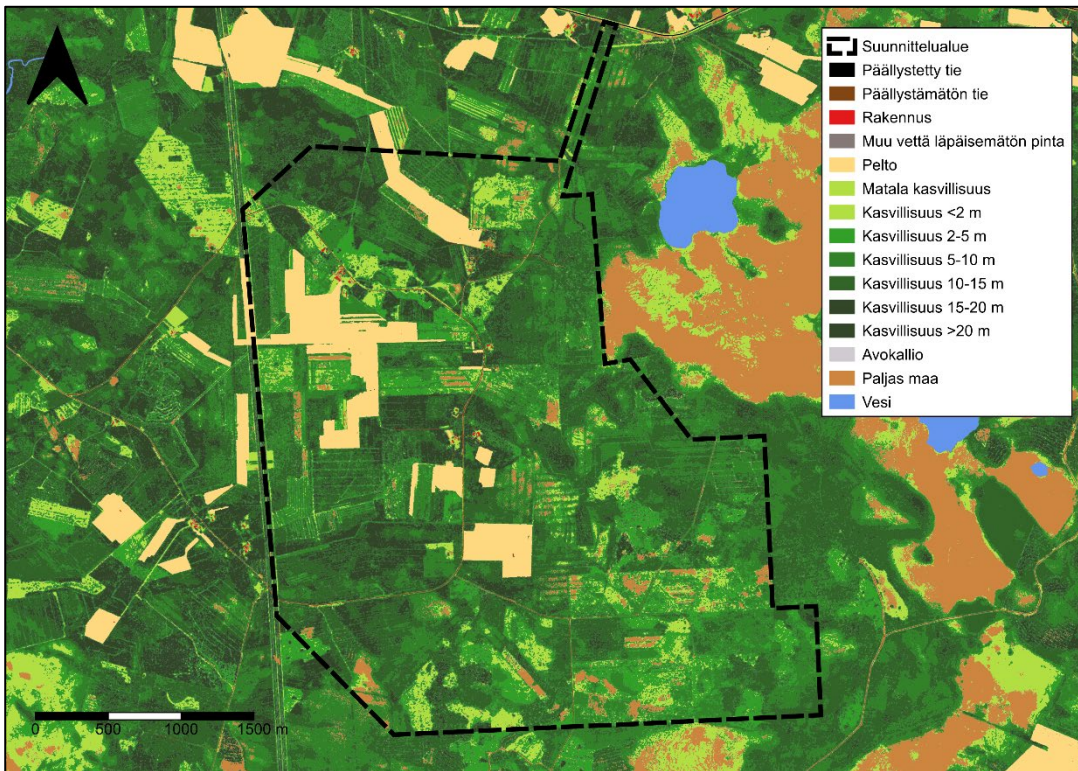 Suunnittelualue
Päällystetty tie
Päällystämätön tie
Rakennus
Muu vettä läpäisemätön pinta
Pelto
Matala kasvillisuus
Kasvillisuus <2 m
Kasvillisuus 2-5 m
Kasvillisuus 5-10 m
Kasvillisuus 10-15 m
Kasvillisuus 15-20 m
Kasvillisuus >20 m
Avokallio
Paljas maa
Vesi
0 500 1000 1500 m